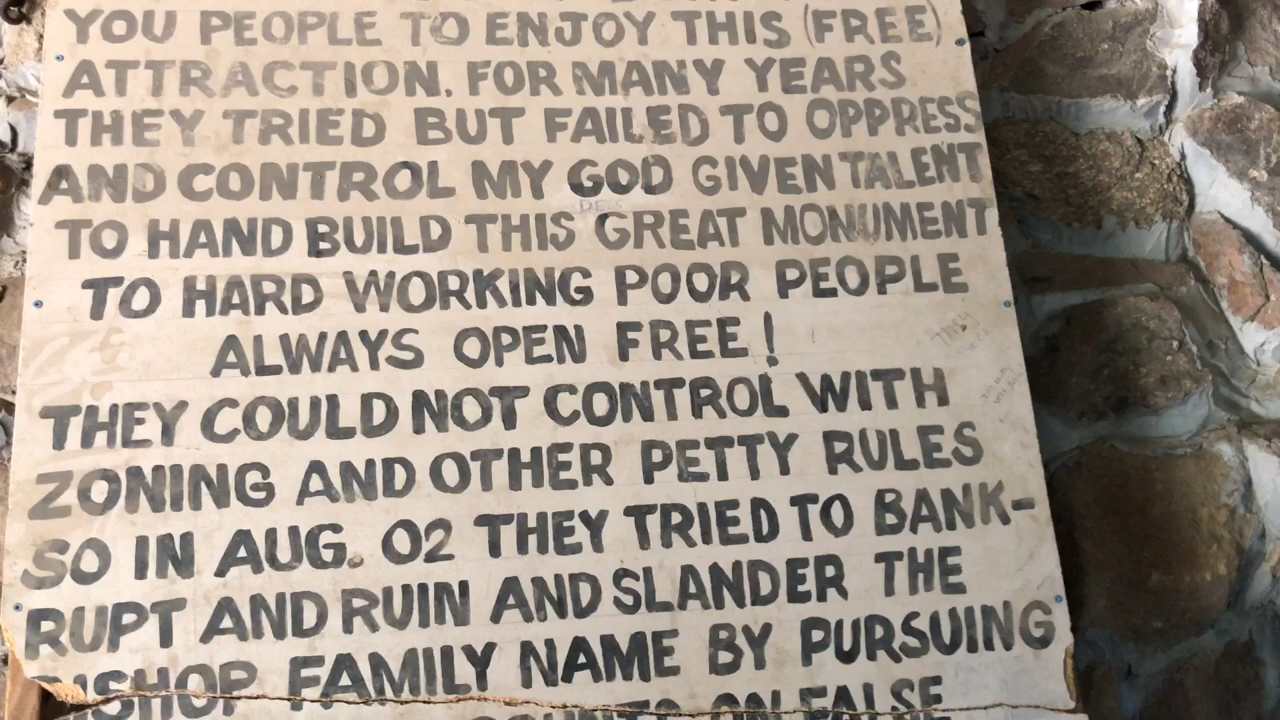 YOU PEOPLE TO ENJOY THIS (FREE)
ATTRACTION. FOR MANY YEARS
THEY TRIED BUT FAILED TO OPPRESS
AND CONTROL MY GOD GIVEN TALENT
TO HAND BUILD THIS GREAT MONUMENT
TO HARD WORKING POOR PEOPLE
ALWAYS OPEN FREE!
THEY COULD NOT CONTROL WITH
ZONING AND OTHER PETTY RULES
SO IN AUG. 02 THEY TRIED TO BANK-
RUPT AND RUIN AND SLANDER THE
BISHOP FAMILY NAME BY PURSUING
ON FALSE